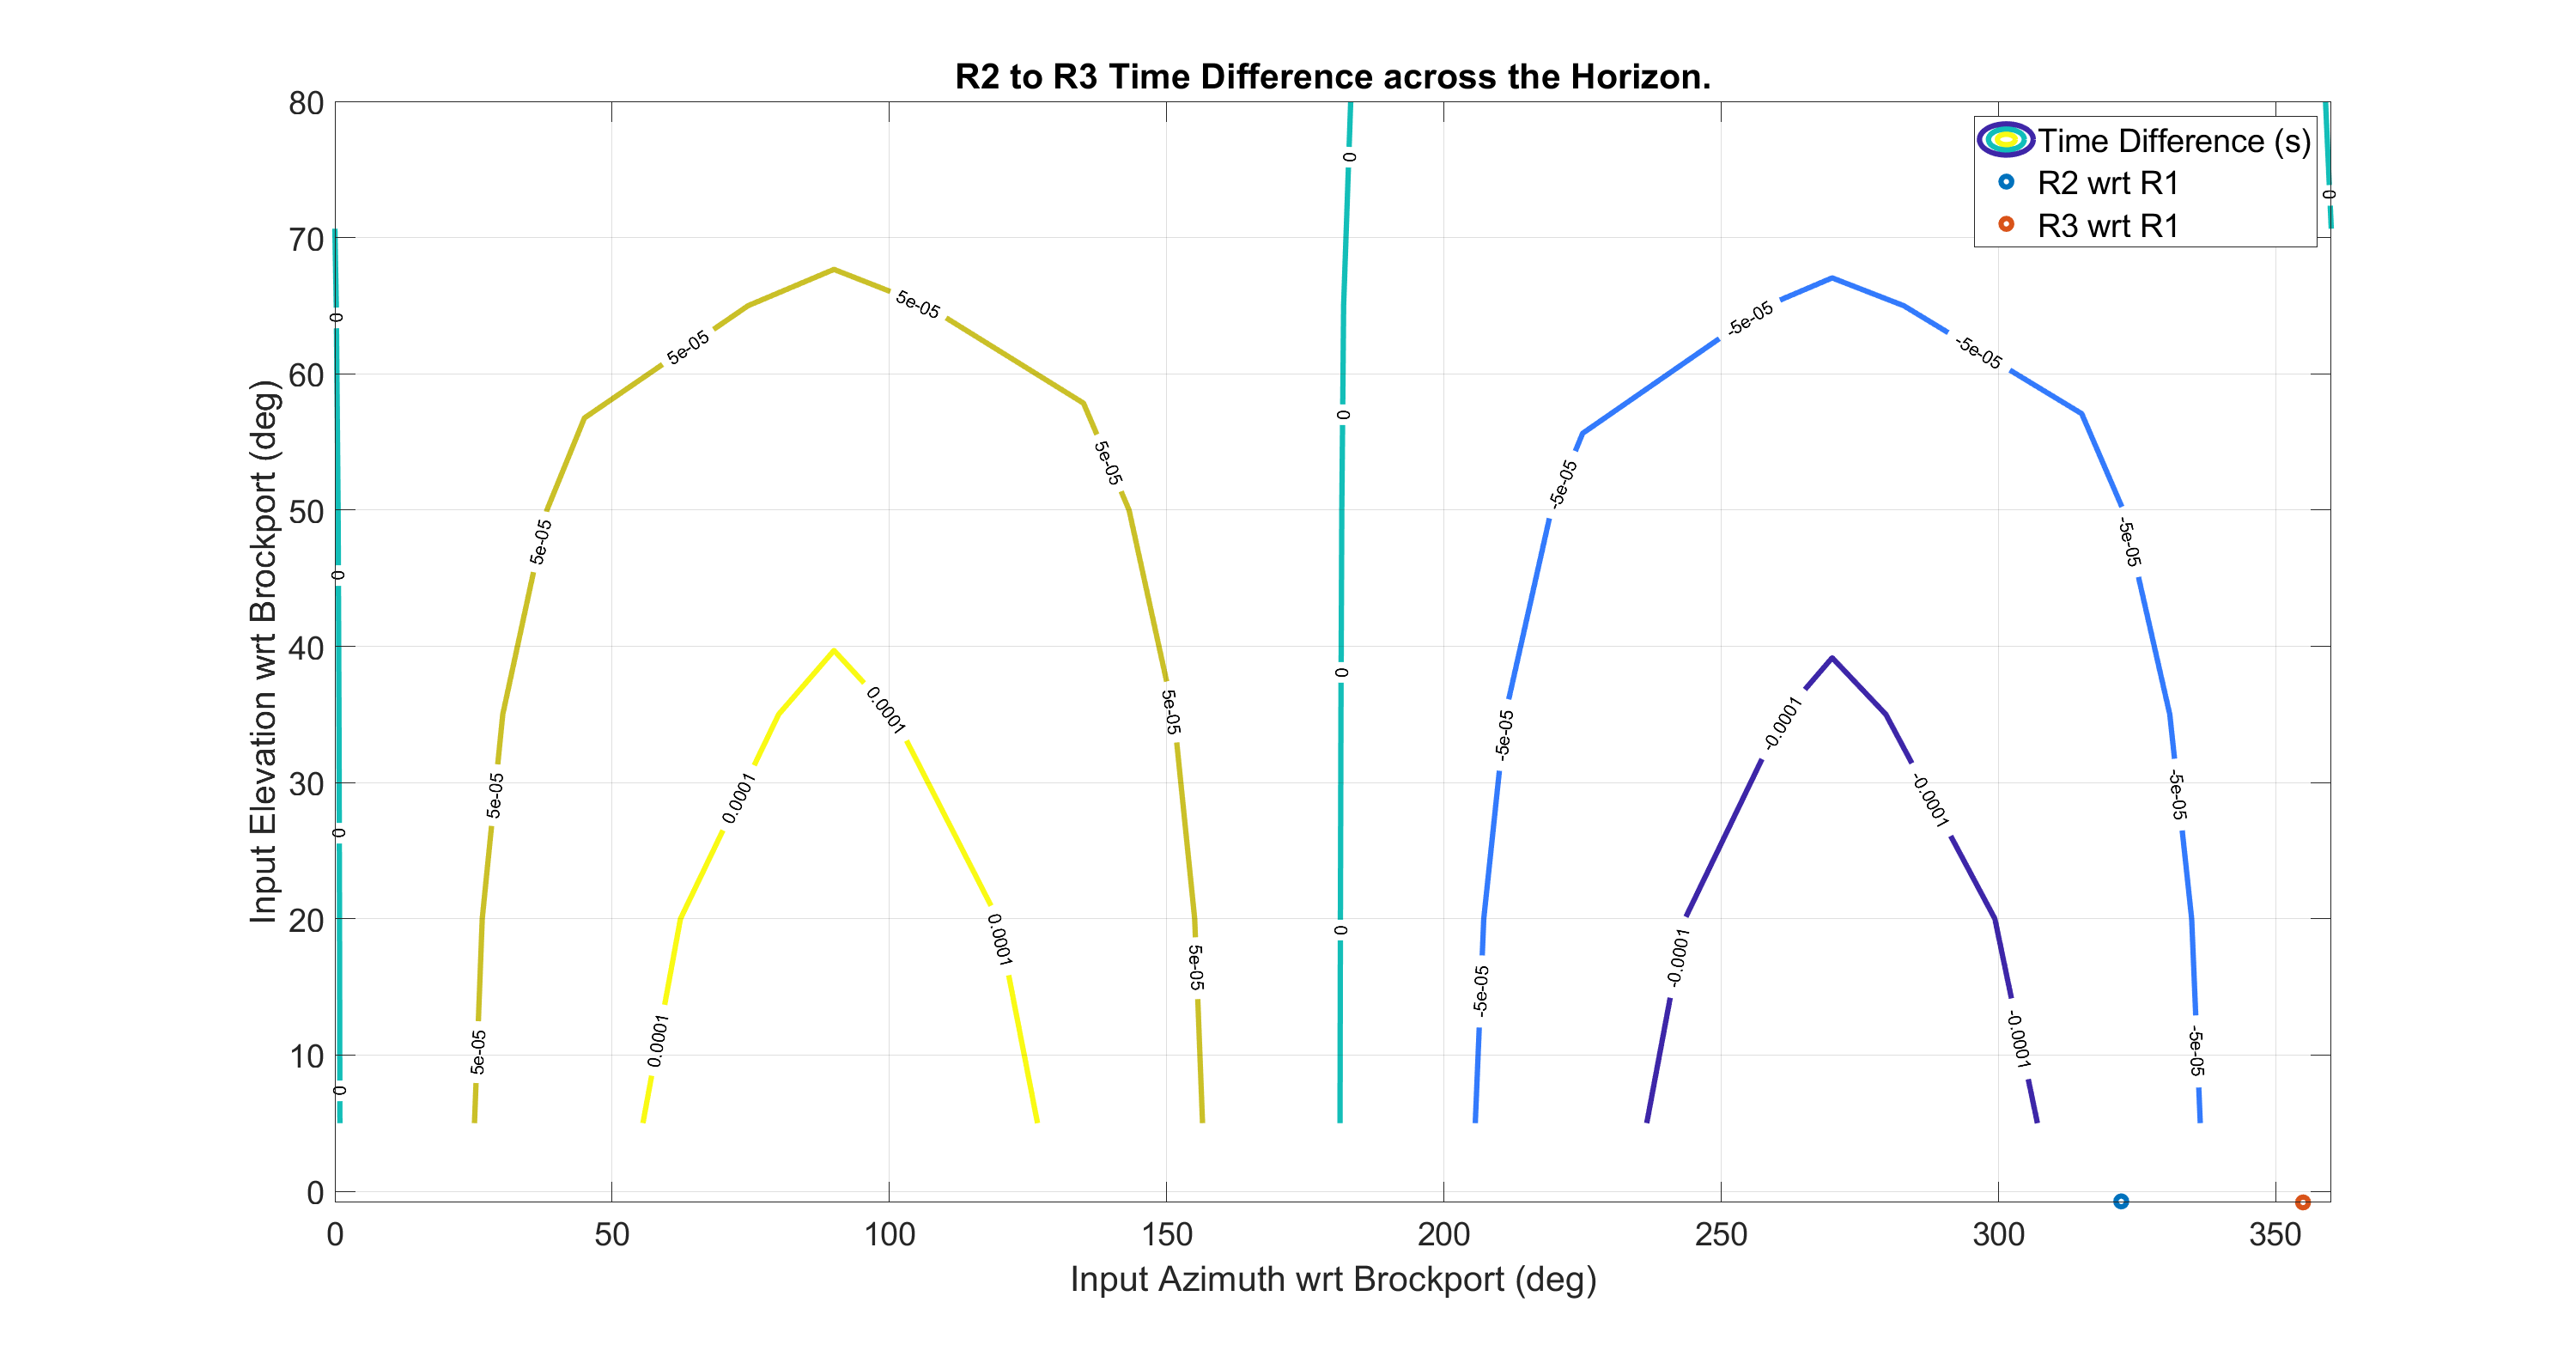 R2 to R3 Time Difference across the Horizon.
Time Difference (s)
R2 wrt R1
R3 wrt R1
Input Elevation wrt Brockport (deg)
80
70
60
50
40
30
20
10
0
0
0
0
0
0
0
0
0
0
0
5e-05
5e-05
5e-05
5e-05
5e-05
5e-05
5e-05
5e-05
0.0001
0.0001
0.0001
0.0001
-5e-05
-5e-05
-5e-05
-5e-05
-5e-05
-5e-05
-5e-05
-5e-05
-0.0001
-0.0001
-0.0001
-0.0001
0 50 100 150 200 250 300 350
Input Azimuth wrt Brockport (deg)